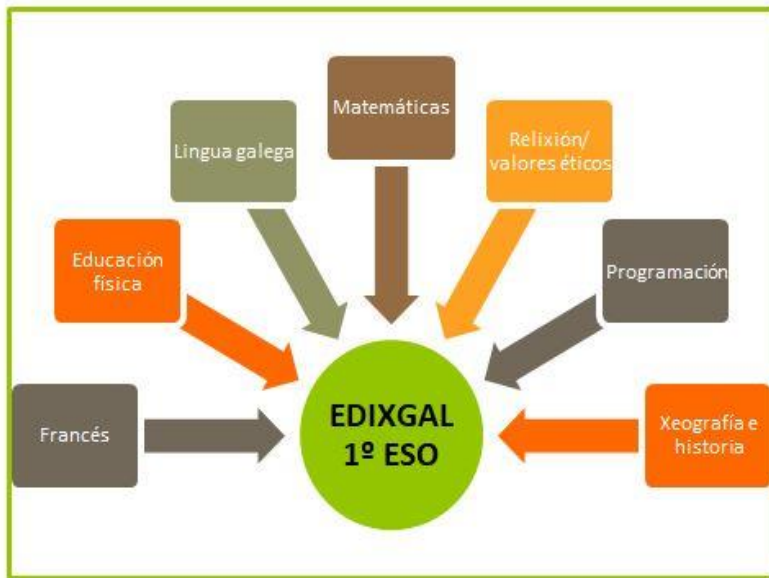 Matemáticas
Lingua galega
Relixión/
valores éticos
Educación
física
Programación
Francés
EDIXGAL
1º ESO
Xeografía e
historia